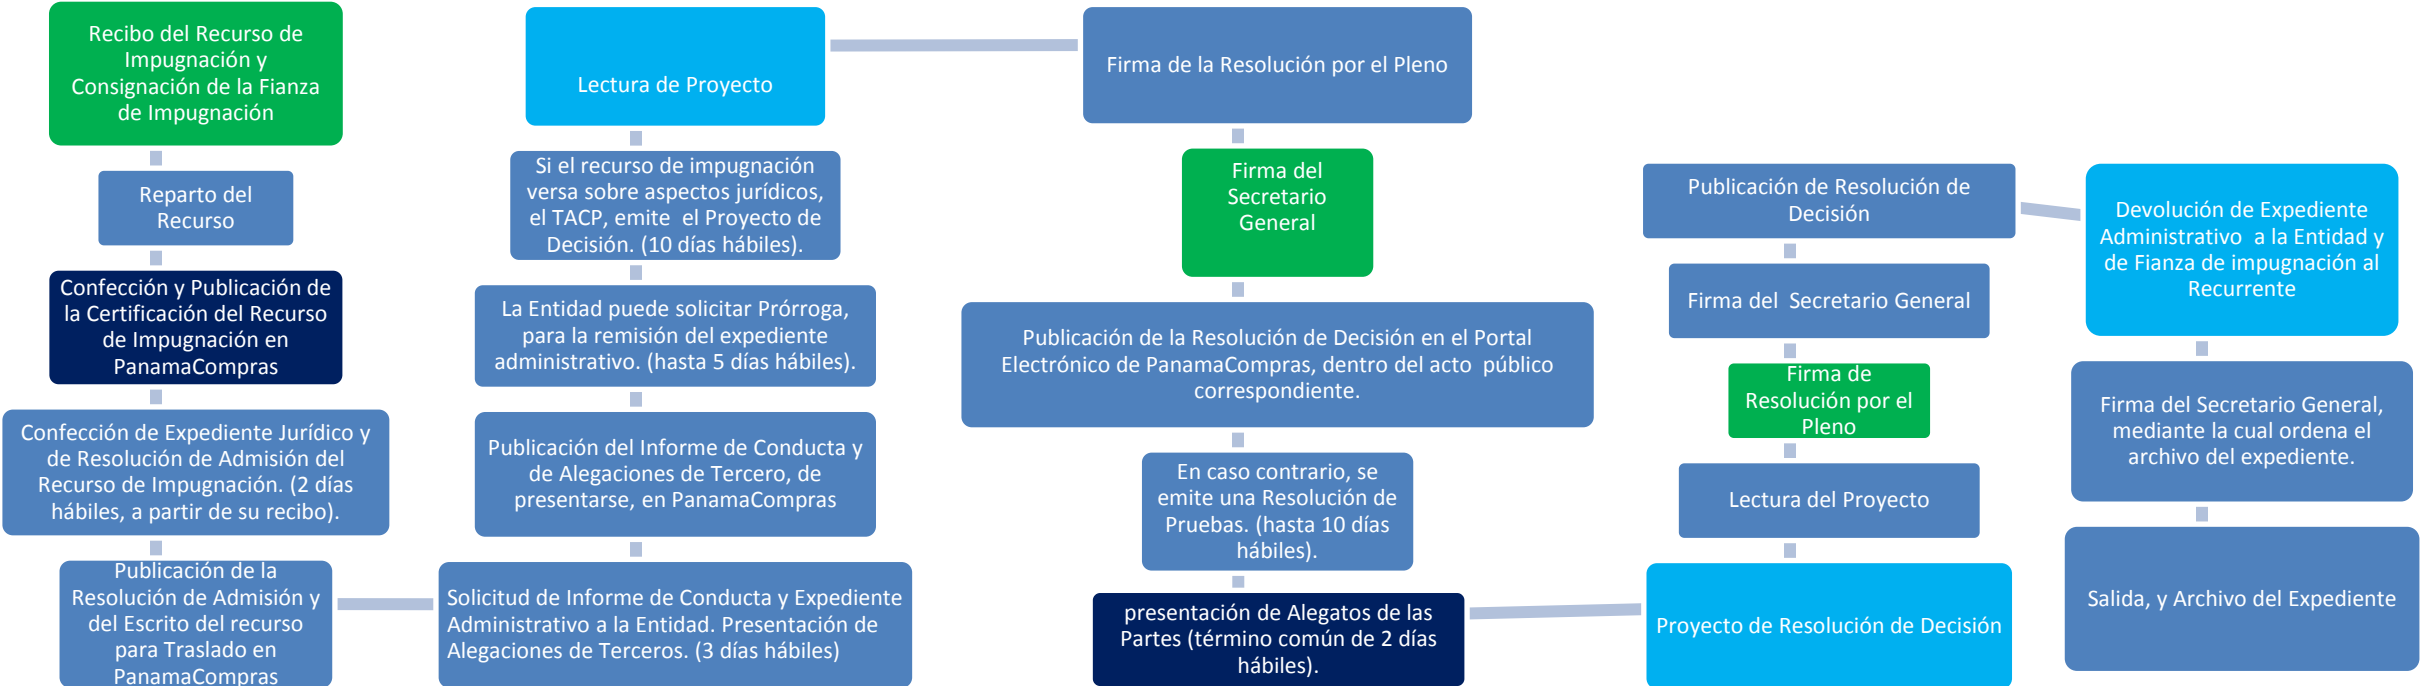 Recibo del Recurso de
Impugnación y
Consignación de la Fianza
de Impugnación
Reparto del
Recurso
Confección y Publicación de
la Certificación del Recurso
de Impugnación en
PanamaCompras
Confección de Expediente Jurídico y
de Resolución de Admisión del
Recurso de Impugnación. (2 días
hábiles, a partir de su recibo).
Publicación de la
Resolución de Admisión y
del Escrito del recurso
para Traslado en
PanamaCompras
Solicitud de Informe de Conducta y Expediente
Administrativo a la Entidad. Presentación de
Alegaciones de Terceros. (3 días hábiles)
Publicación del Informe de Conducta y
de Alegaciones de Tercero, de
presentarse, en PanamaCompras
La Entidad puede solicitar Prórroga,
para la remisión del expediente
administrativo. (hasta 5 días hábiles).
Si el recurso de impugnación
versa sobre aspectos jurídicos,
el TACP, emite el Proyecto de
Decisión. (10 días hábiles).
Lectura de Proyecto
Firma de la Resolución por el Pleno
Firma del
Secretario
General
Publicación de la Resolución de Decisión en el Portal
Electrónico de PanamaCompras, dentro del acto público
correspondiente.
En caso contrario, se
emite una Resolución de
Pruebas. (hasta 10 días
hábiles).
presentación de Alegatos de las
Partes (término común de 2 días
hábiles).
Proyecto de Resolución de Decisión
Lectura del Proyecto
Firma de
Resolución por el
Pleno
Firma del Secretario General
Publicación de Resolución de
Decisión
Devolución de Expediente
Administrativo a la Entidad y
de Fianza de impugnación al
Recurrente
Firma del Secretario General,
mediante la cual ordena el
archivo del expediente.
Salida, y Archivo del Expediente